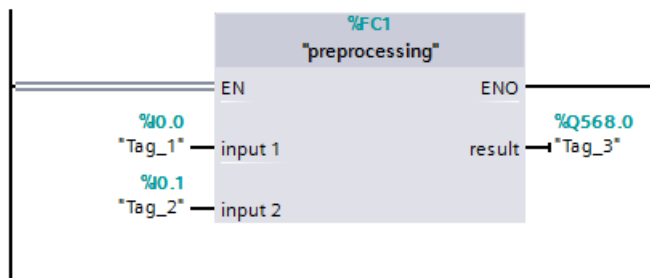 %FC1
"preprocessing"
EN ENO
%I0.0 %Q568.0
"Tag_1" input 1 result "Tag_3"
%I0.1
"Tag_2" input 2